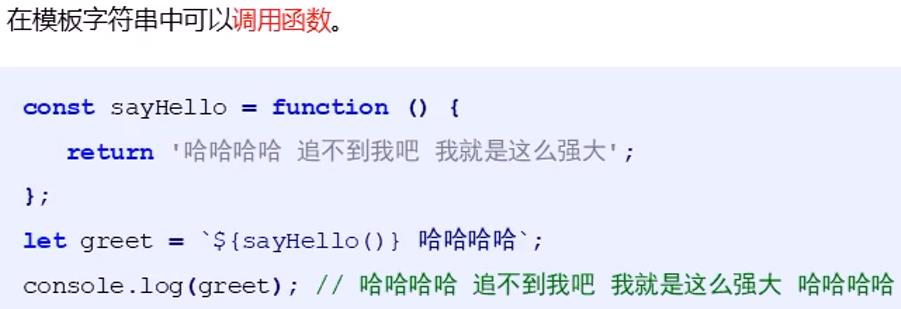 在模板字符串中可以调用函数。
const sayHello = function () {
return '哈哈哈哈 追不到我吧 我就是这么强大';
};
let greet = `${sayHello()} 哈哈哈哈`;
console.log(greet); // 哈哈哈哈 追不到我吧 我就是这么强大 哈哈哈哈